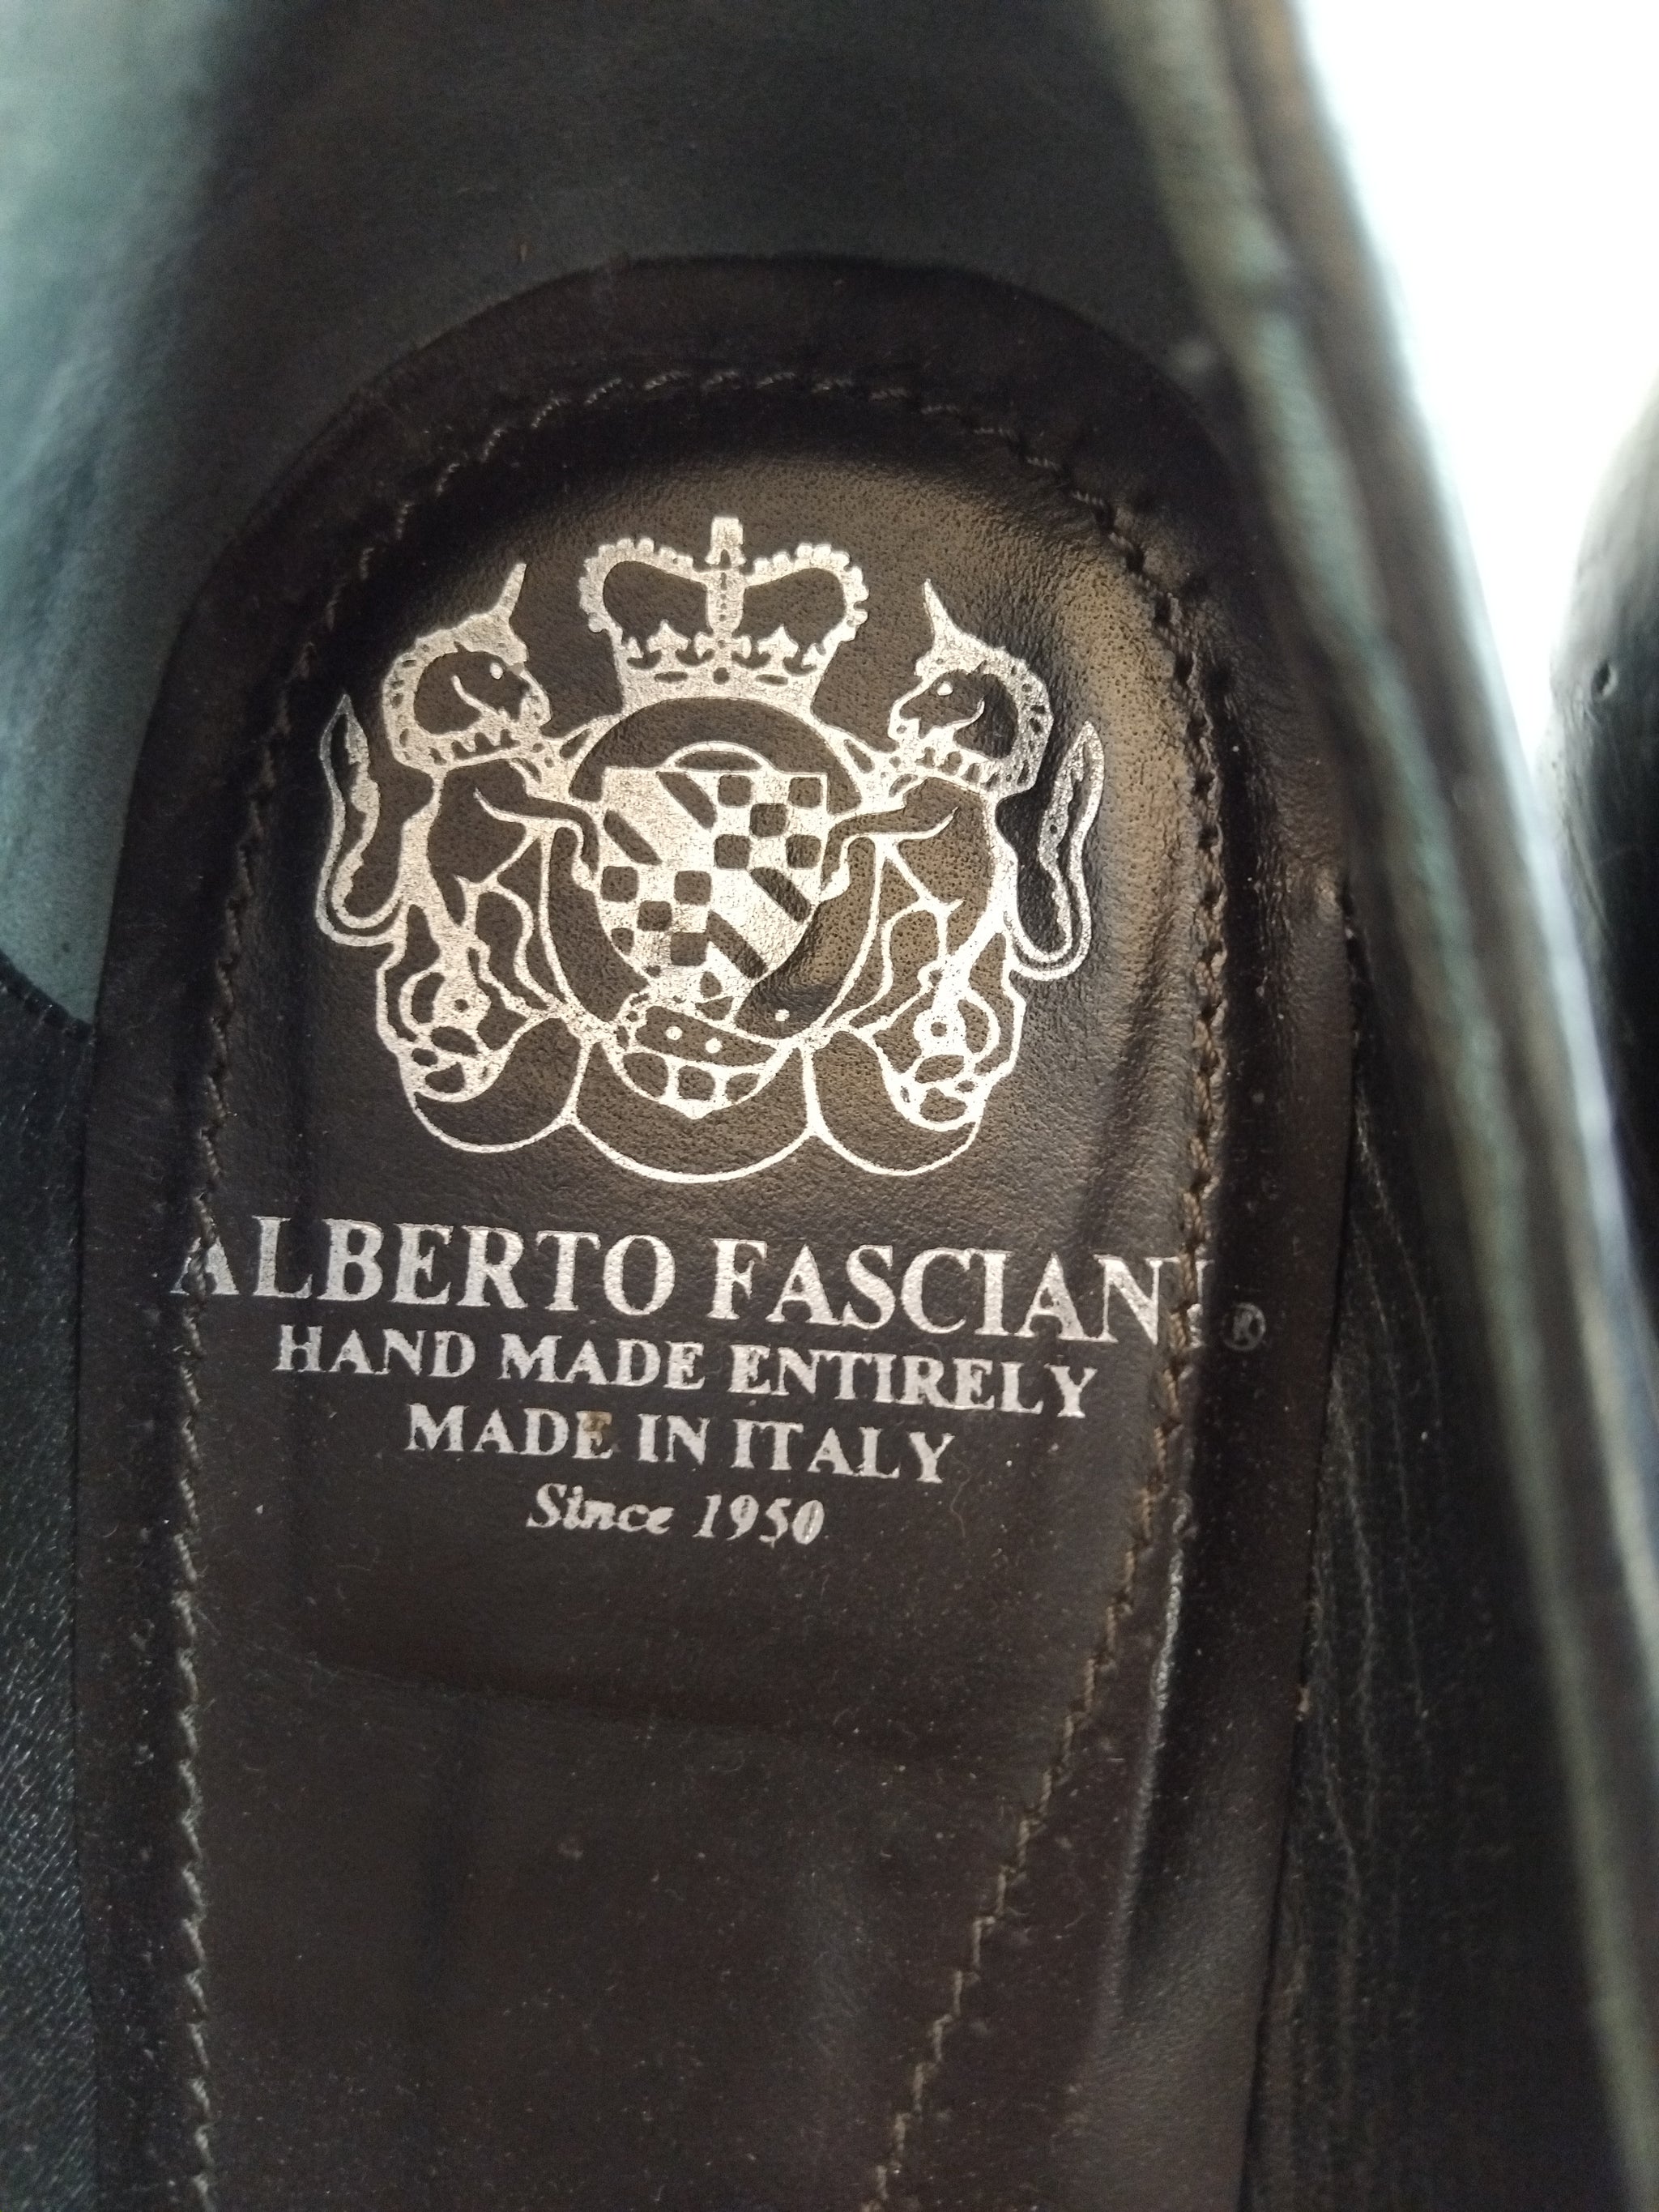 ALBERTO FASCIANI ®
HAND MADE ENTIRELY
MADE IN ITALY
Since 1950